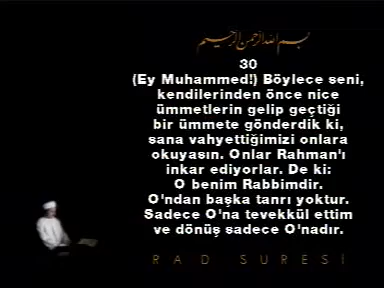 بسم الله الرحمن الرحيم
30
(Ey Muhammed!) Böylece seni,
kendilerinden önce nice
ümmetlerin gelip geçtiği
bir ümmete gönderdik ki,
sana vahyettiğimizi onlara
okuyasın. Onlar Rahman'ı
inkar ediyorlar. De ki:
O benim Rabbimdir.
O'ndan başka tanrı yoktur.
Sadece O'na tevekkül ettim
ve dönüş sadece O'nadır.
RAD SURESİ